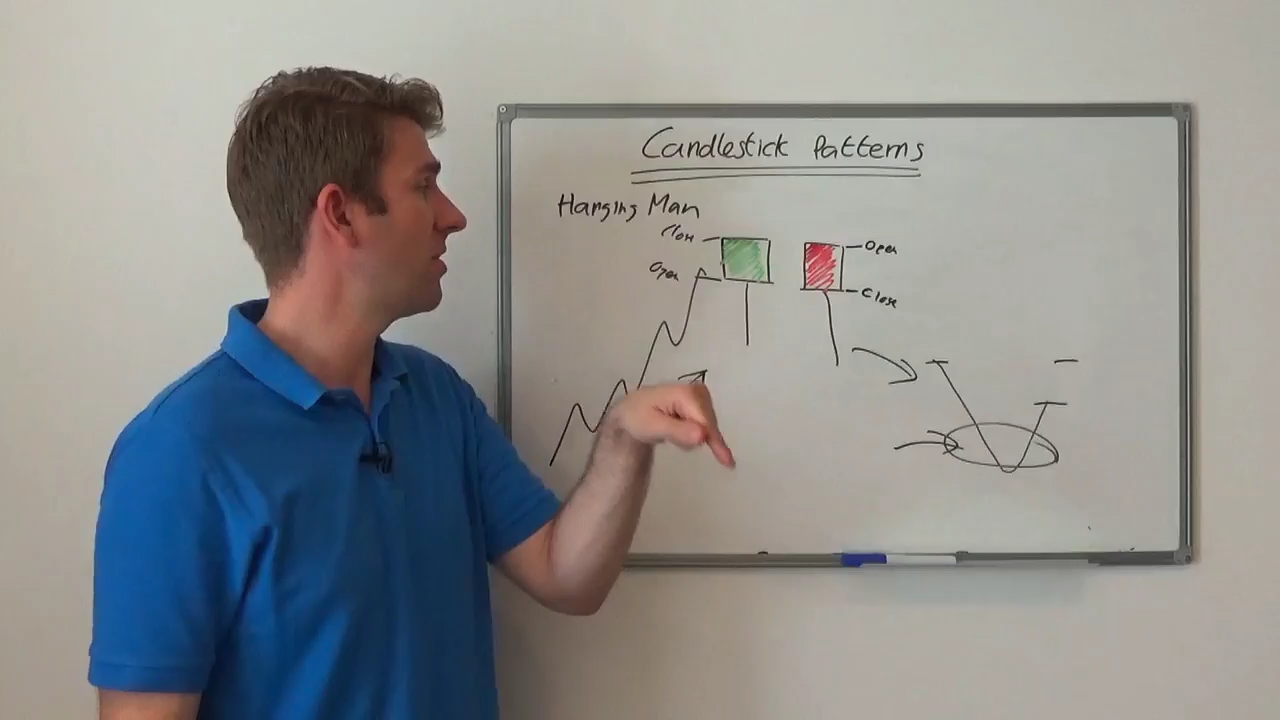 Candlestick Patterns
Hanging Man
Close
Open
Open
Close